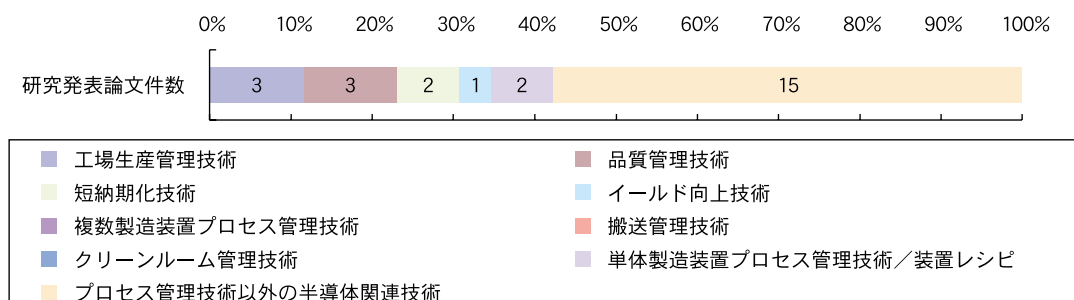 0% 10% 20% 30% 40% 50% 60% 70% 80% 90% 100%
研究発表論文件数 3 3 2 1 2 15
工場生産管理技術 品質管理技術
短納期化技術 イールド向上技術
複数製造装置プロセス管理技術 搬送管理技術
クリーンルーム管理技術 単体製造装置プロセス管理技術／装置レシピ
プロセス管理技術以外の半導体関連技術